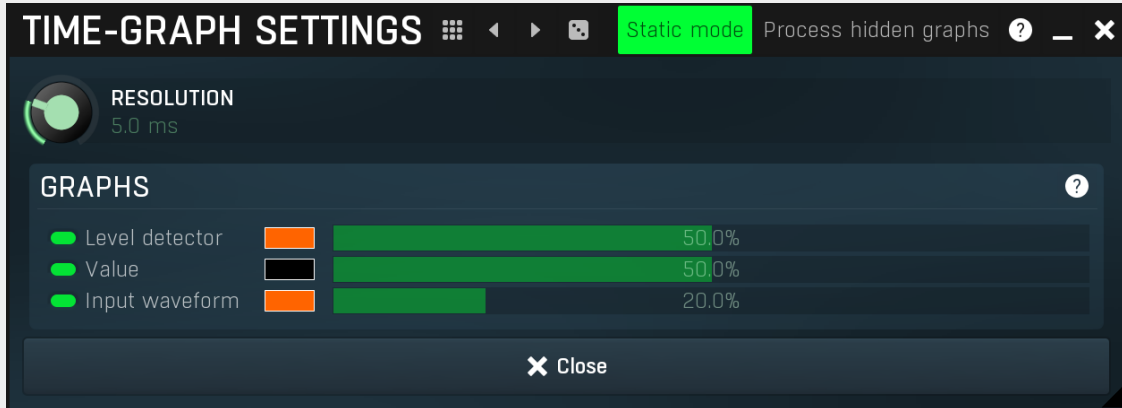 TIME-GRAPH SETTINGS Static mode Process hidden graphs ?
RESOLUTION
5.0 ms
GRAPHS ?
Level detector 50.0%
Value 50.0%
Input waveform 20.0%
Close